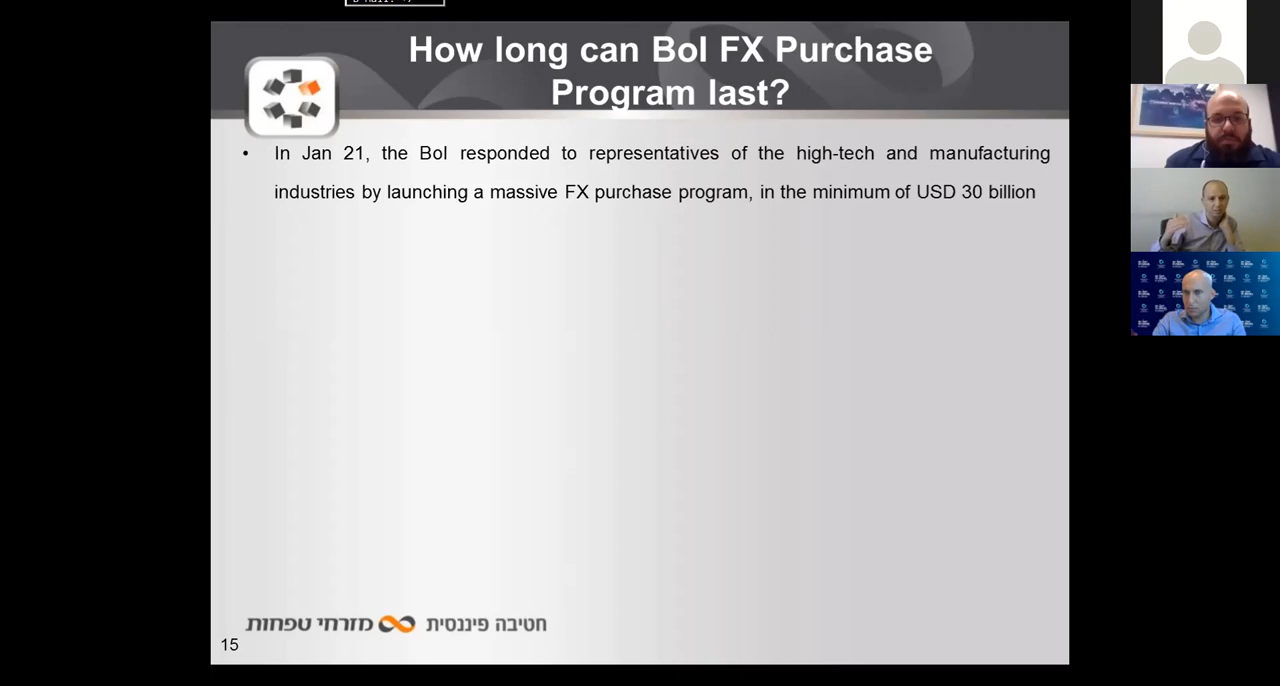 How long can BoI FX Purchase
Program last?
• In Jan 21, the BoI responded to representatives of the high-tech and manufacturing
industries by launching a massive FX purchase program, in the minimum of USD 30 billion
מזרחי טפחות חטיבה פיננסית
15